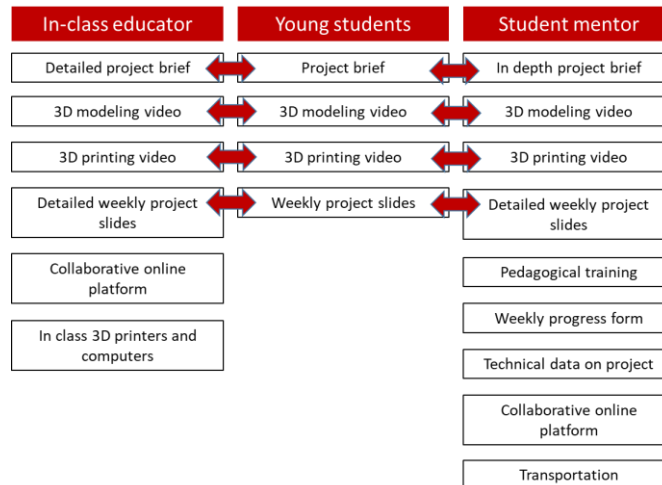 In-class educator
Young students
Student mentor
Detailed project brief
Project brief
In depth project brief
3D modeling video
3D modeling video
3D modeling video
3D printing video
3D printing video
3D printing video
Detailed weekly project
slides
Weekly project slides
Detailed weekly project
slides
Collaborative online
platform
Pedagogical training
In class 3D printers and
computers
Weekly progress form
Technical data on project
Collaborative online
platform
Transportation